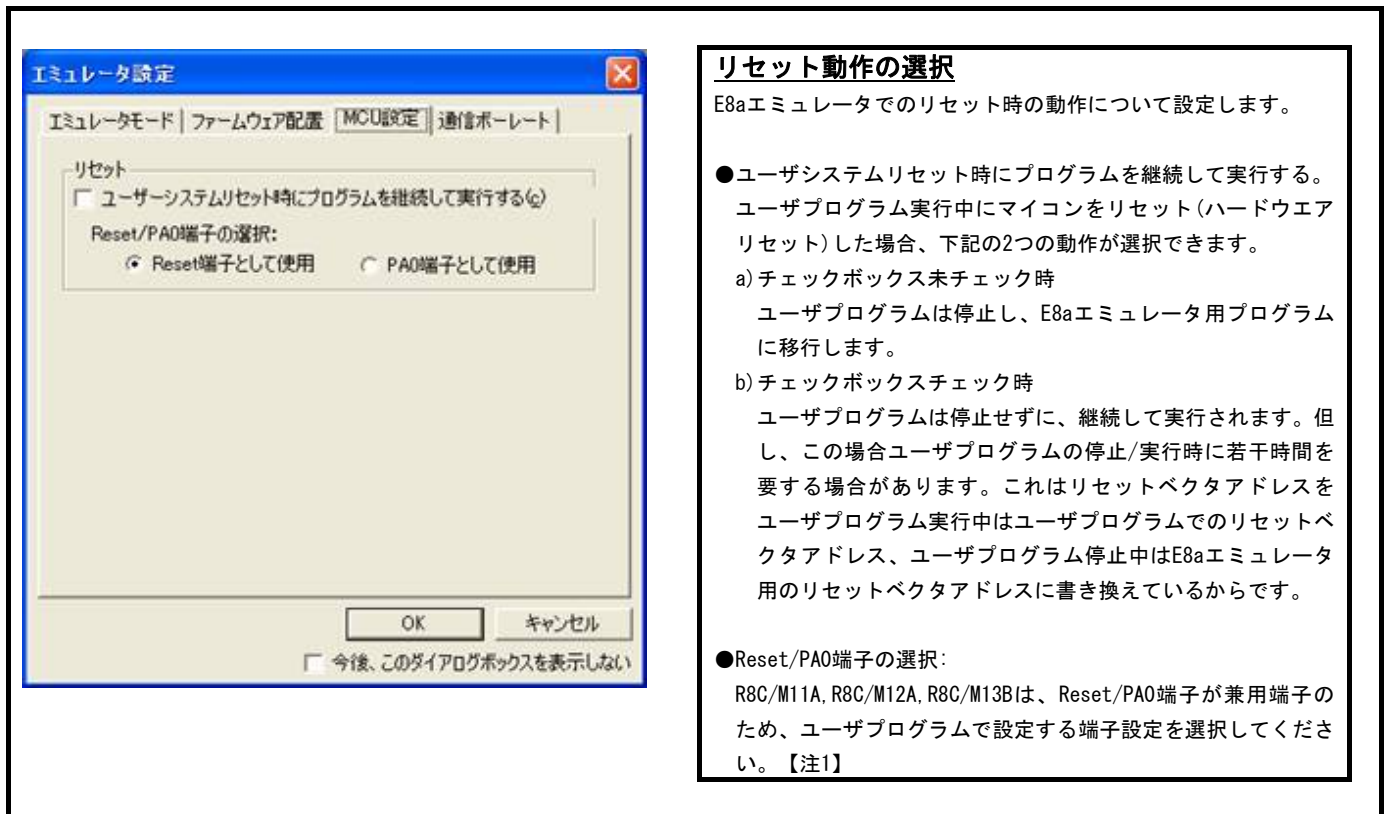 エミュレータ設定
エミュレータモード
ファームウェア配置
MCU設定
通信ボーレート
リセット
ユーザーシステムリセット時にプログラムを継続して実行する(c)
Reset/PA0端子の選択:
Reset端子として使用
PA0端子として使用
OK
キャンセル
今後、このダイアログボックスを表示しない
リセット動作の選択
E8aエミュレータでのリセット時の動作について設定します。
●ユーザシステムリセット時にプログラムを継続して実行する。
ユーザプログラム実行中にマイコンをリセット(ハードウエア
リセット)した場合、下記の2つの動作が選択できます。
a)チェックボックス未チェック時
ユーザプログラムは停止し、E8aエミュレータ用プログラム
に移行します。
b)チェックボックスチェック時
ユーザプログラムは停止せずに、継続して実行されます。但
し、この場合ユーザプログラムの停止/実行時に若干時間を
要する場合があります。これはリセットベクタアドレスを
ユーザプログラム実行中はユーザプログラムでのリセットベ
クタアドレス、ユーザプログラム停止中はE8aエミュレータ
用のリセットベクタアドレスに書き換えているからです。
●Reset/PA0端子の選択:
R8C/M11A,R8C/M12A,R8C/M13Bは、Reset/PA0端子が兼用端子の
ため、ユーザプログラムで設定する端子設定を選択してくださ
い。【注1】